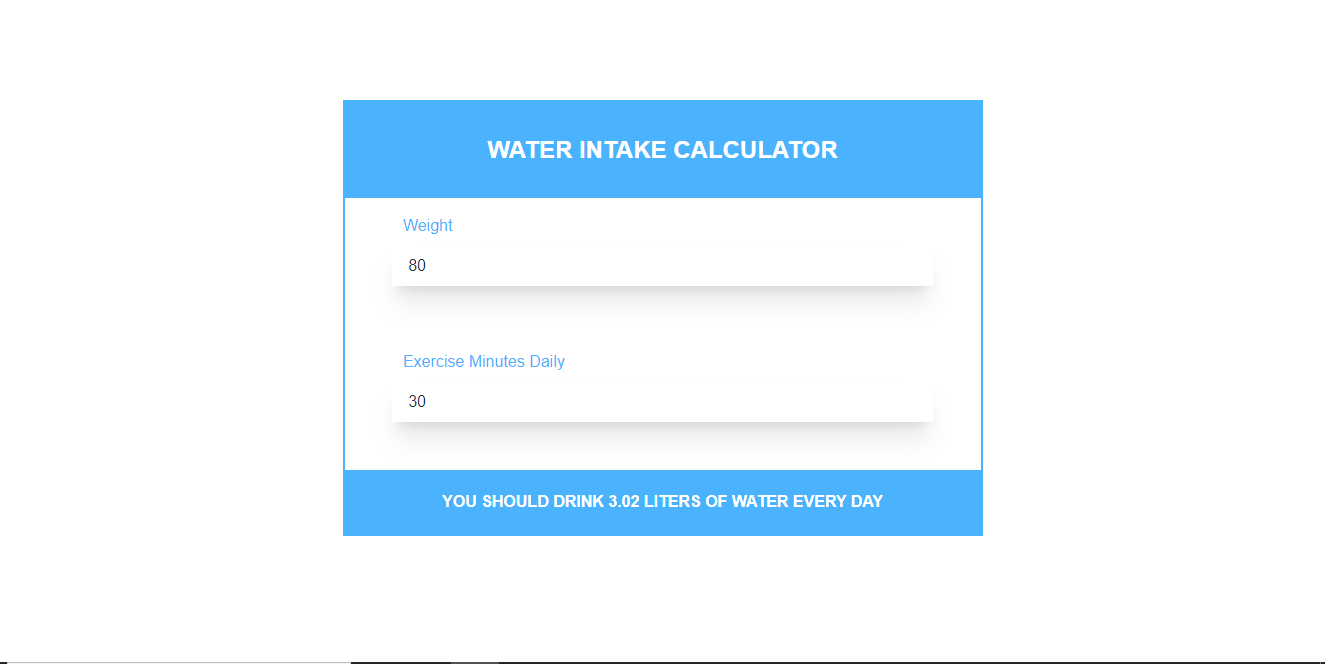 WATER INTAKE CALCULATOR
Weight
80
Exercise Minutes Daily
30
YOU SHOULD DRINK 3.02 LITERS OF WATER EVERY DAY